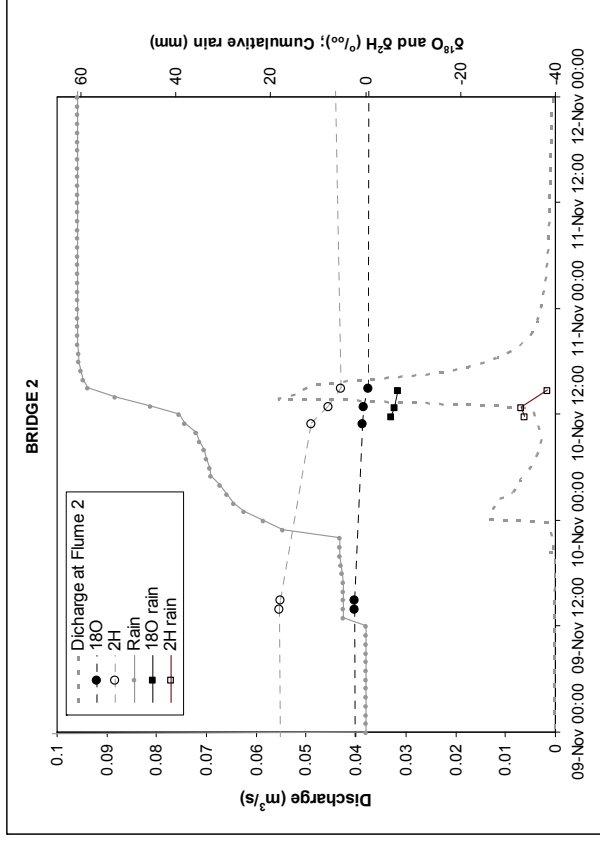 BRIDGE 2
Dicharge at Flume 2
18O
2H
Rain
18O rain
2H rain
Discharge (m³/s)
0.1
0.09
0.08
0.07
0.06
0.05
0.04
0.03
0.02
0.01
0
δ¹⁸O and δ²H (°/₀₀); Cumulative rain (mm)
60
40
20
0
-20
-40
09-Nov 00:00 09-Nov 12:00 10-Nov 00:00 10-Nov 12:00 11-Nov 00:00 11-Nov 12:00 12-Nov 00:00